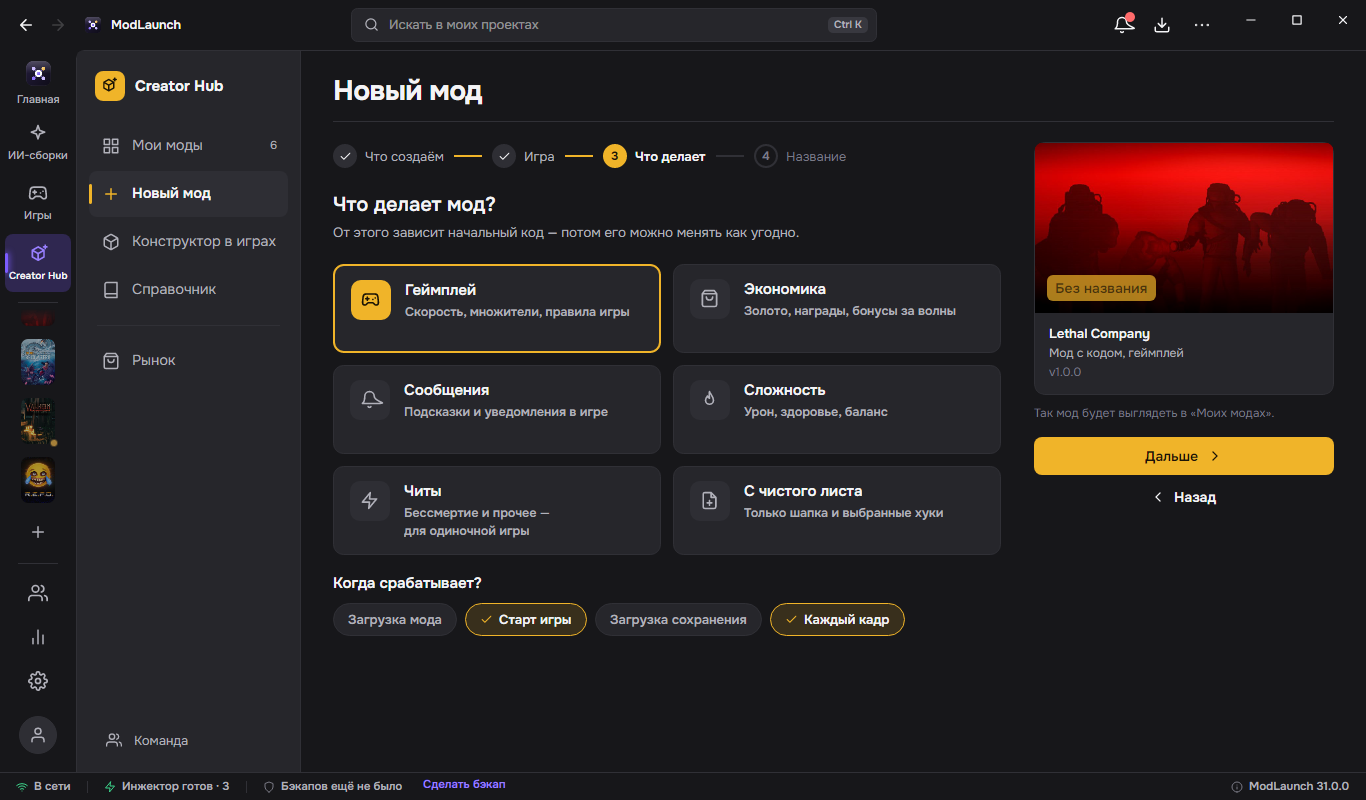 ModLaunch
Искать в моих проектах
Ctrl K
Главная
ИИ-сборки
Игры
Creator Hub
R.E.P.O.
Creator Hub
Мои моды 6
Новый мод
Конструктор в играх
Справочник
Рынок
Команда
Новый мод
Что создаём
Игра
3 Что делает
4 Название
Что делает мод?
От этого зависит начальный код — потом его можно менять как угодно.
Геймплей
Скорость, множители, правила игры
Экономика
Золото, награды, бонусы за волны
Сообщения
Подсказки и уведомления в игре
Сложность
Урон, здоровье, баланс
Читы
Бессмертие и прочее —
для одиночной игры
С чистого листа
Только шапка и выбранные хуки
Когда срабатывает?
Загрузка мода
Старт игры
Загрузка сохранения
Каждый кадр
Без названия
Lethal Company
Мод с кодом, геймплей
v1.0.0
Так мод будет выглядеть в «Моих модах».
Дальше
Назад
В сети
Инжектор готов · 3
Бэкапов ещё не было
Сделать бэкап
ModLaunch 31.0.0